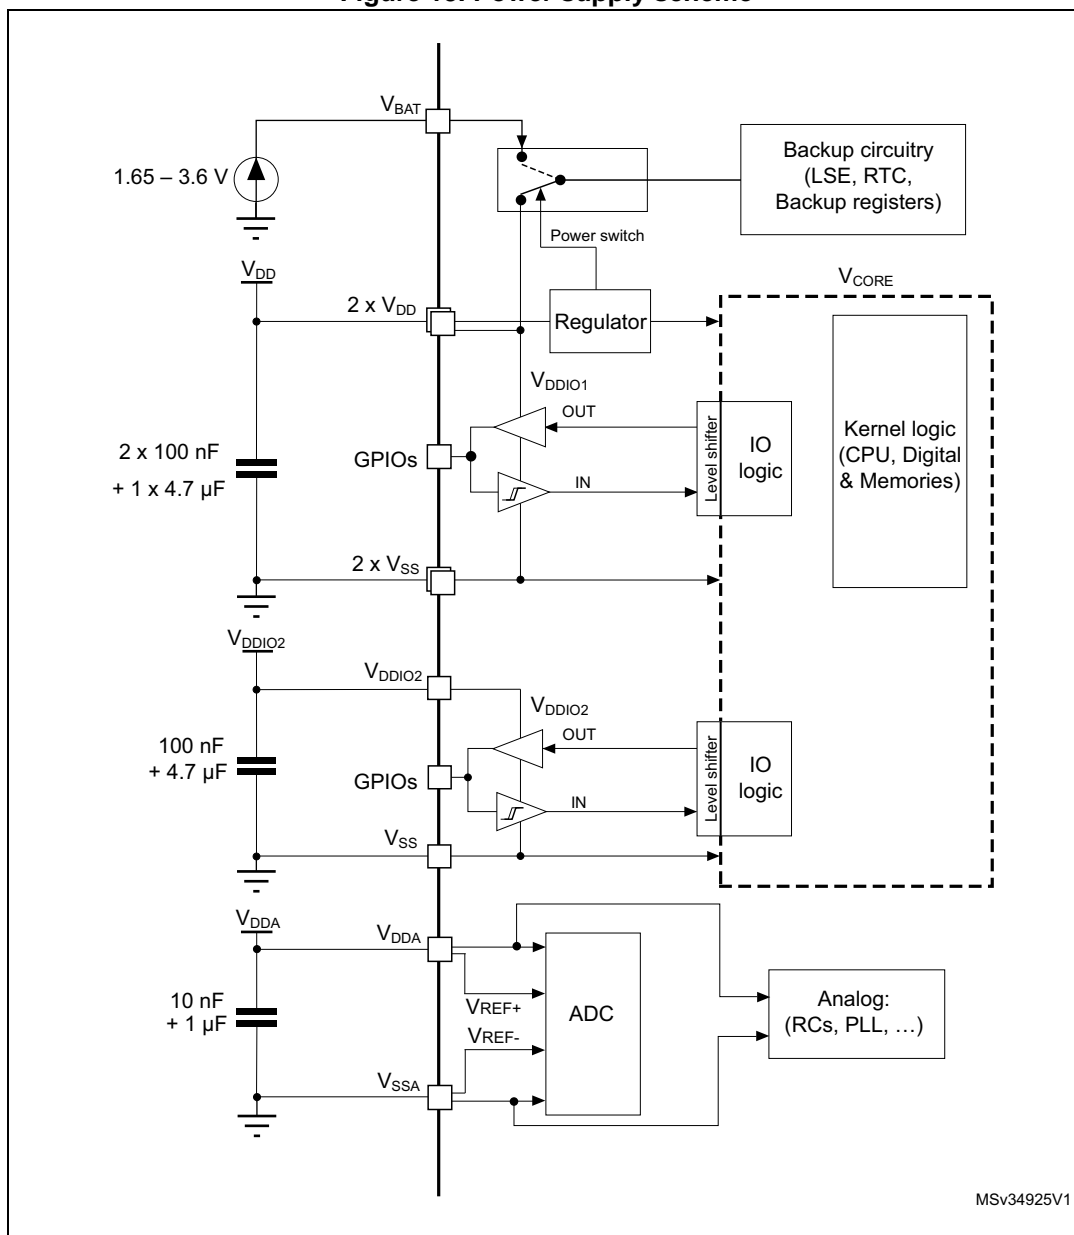 Figure 13. Power supply scheme
VBAT
1.65 – 3.6 V
Backup circuitry
(LSE, RTC,
Backup registers)
Power switch
VDD
2 x VDD
Regulator
VCORE
VDDIO1
OUT
2 x 100 nF
+ 1 x 4.7 µF
GPIOs
IN
Level shifter
IO
logic
Kernel logic
(CPU, Digital
& Memories)
2 x VSS
VDDIO2
VDDIO2
VDDIO2
OUT
100 nF
+ 4.7 µF
GPIOs
IN
Level shifter
IO
logic
VSS
VDDA
VDDA
10 nF
+ 1 µF
VREF+
VREF-
ADC
Analog:
(RCs, PLL, …)
VSSA
MSv34925V1